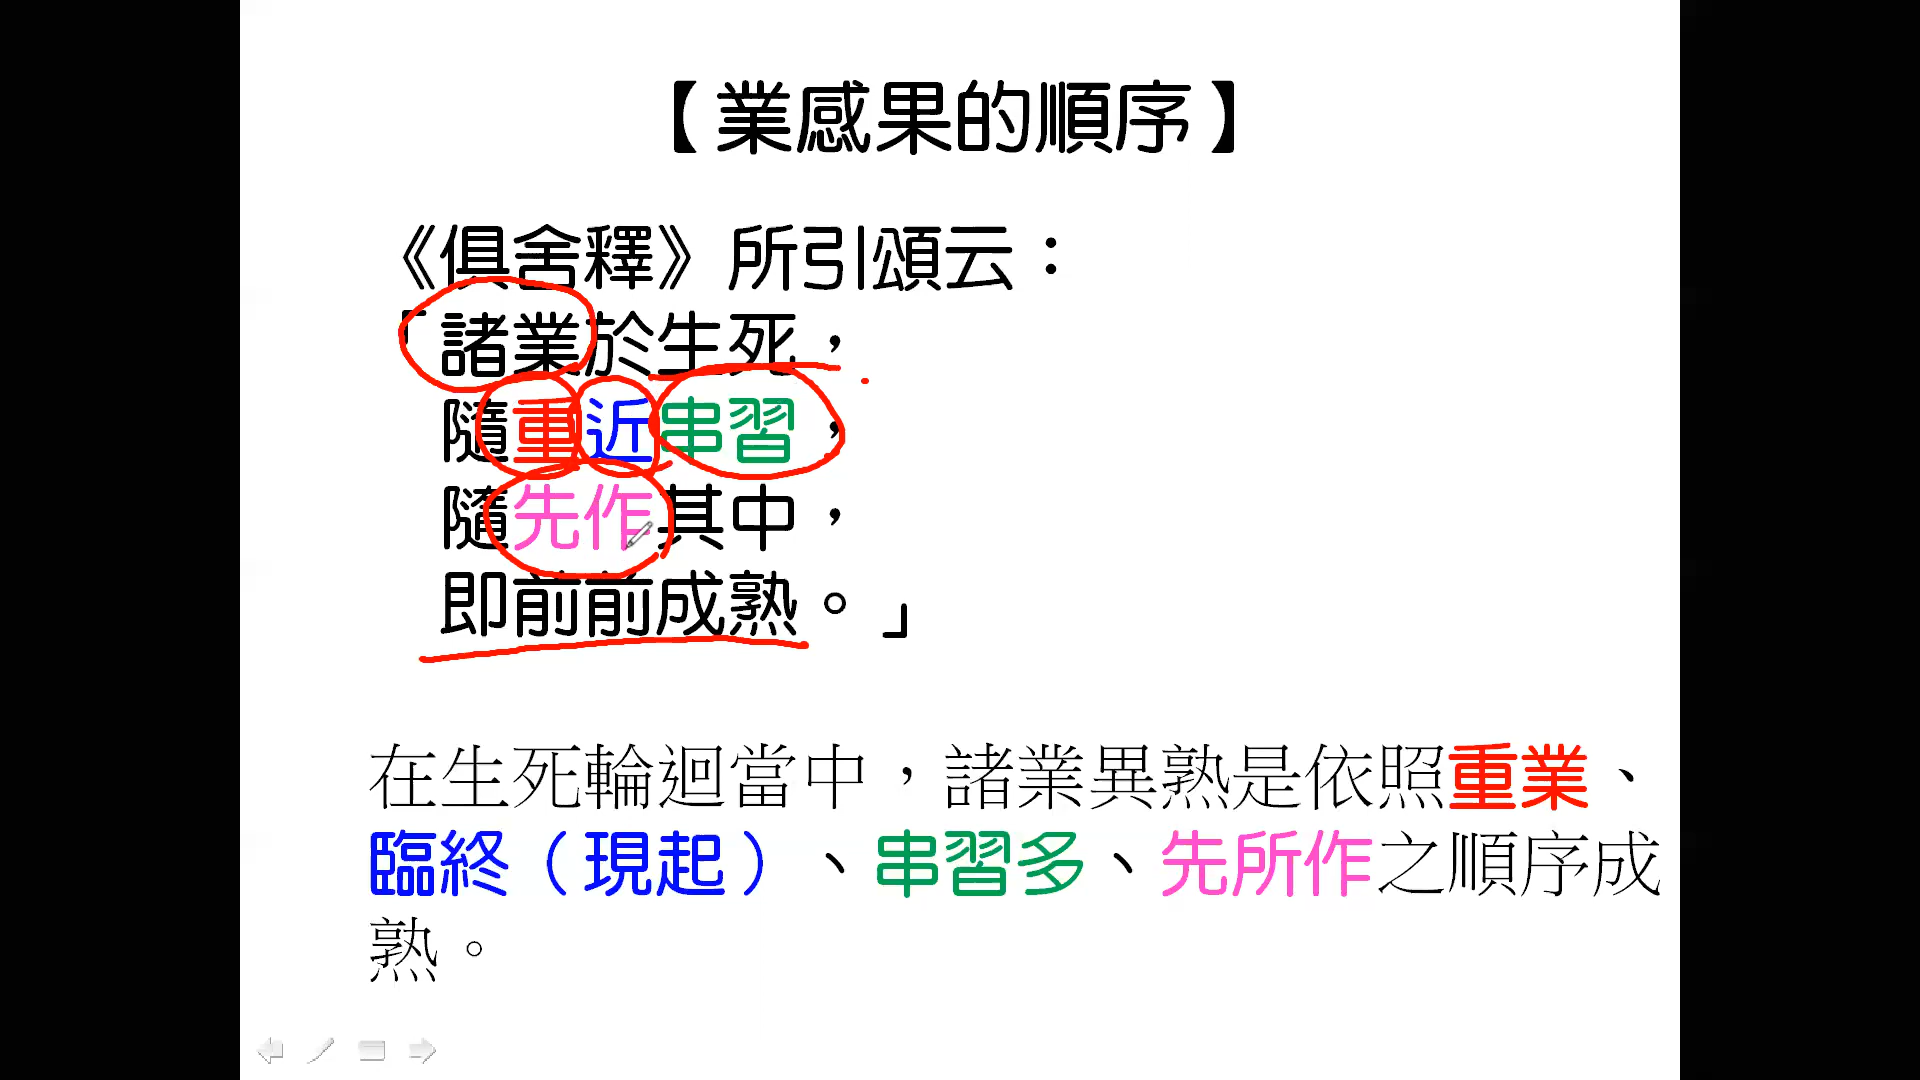 【業感果的順序】
《俱舍釋》所引頌云：
「諸業於生死，
隨重近串習，
隨先作其中，
即前前成熟。」
在生死輪迴當中，諸業異熟是依照重業、
臨終（現起）、串習多、先所作之順序成
熟。